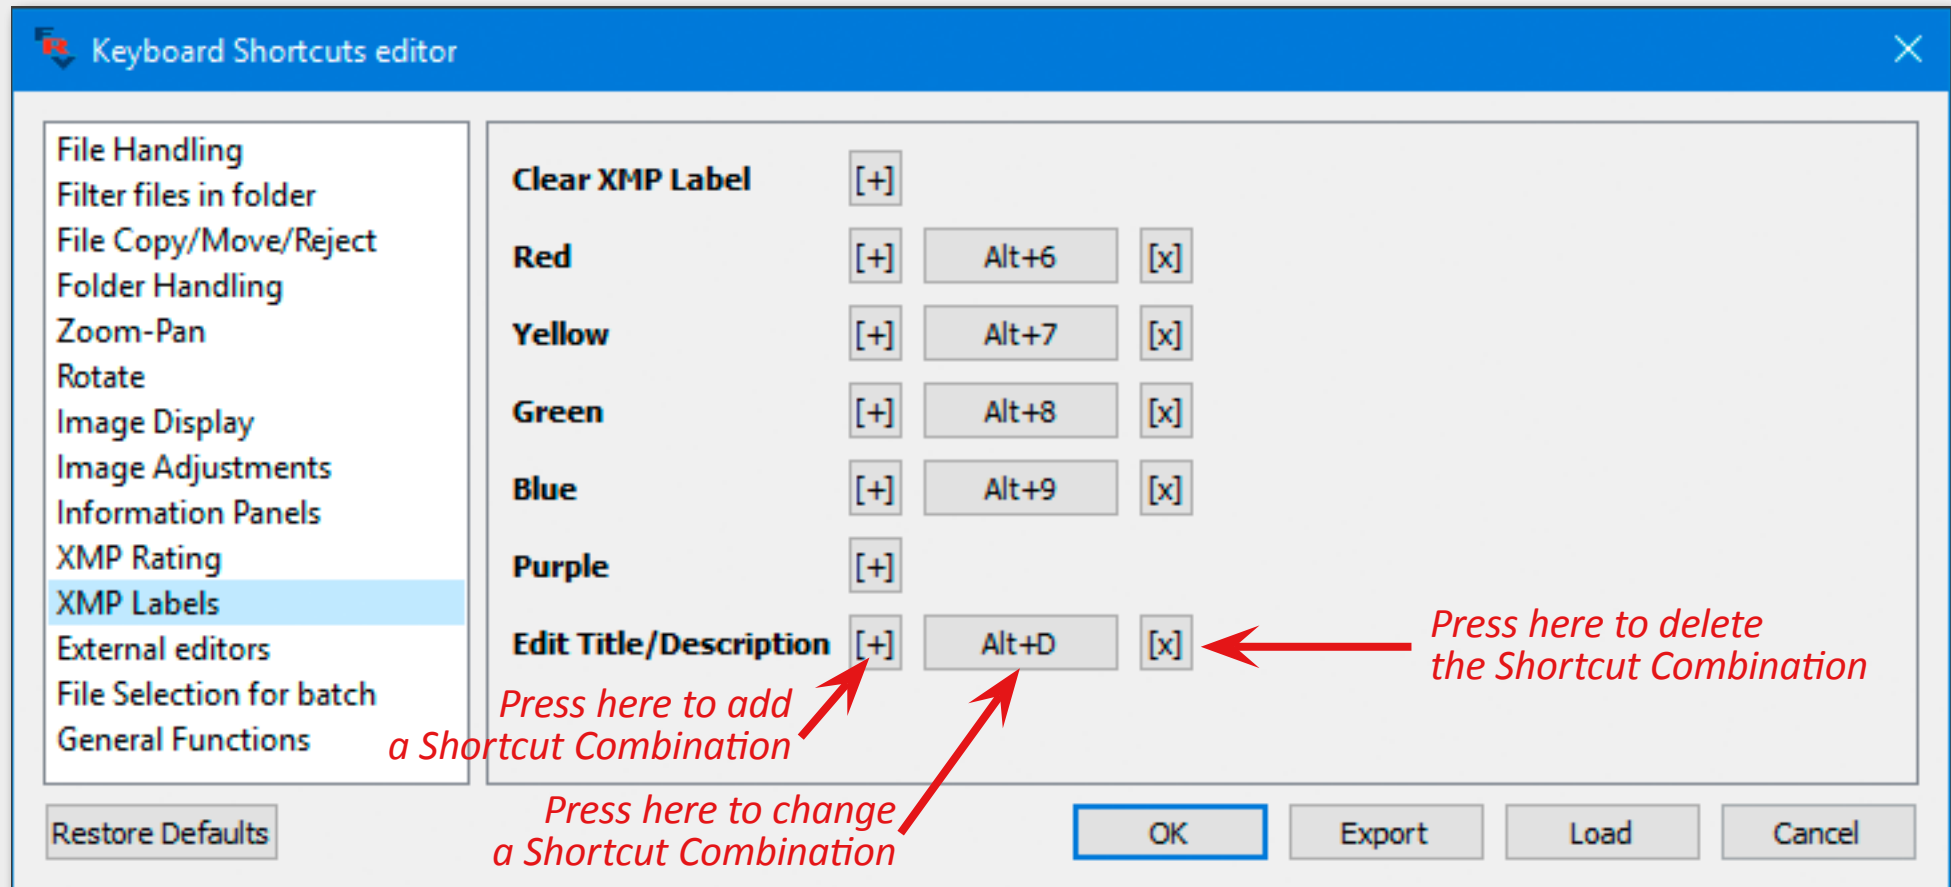 FR
Keyboard Shortcuts editor
File Handling
Filter files in folder
File Copy/Move/Reject
Folder Handling
Zoom-Pan
Rotate
Image Display
Image Adjustments
Information Panels
XMP Rating
XMP Labels
External editors
File Selection for batch
General Functions
Clear XMP Label [+]
Red [+] Alt+6 [x]
Yellow [+] Alt+7 [x]
Green [+] Alt+8 [x]
Blue [+] Alt+9 [x]
Purple [+]
Edit Title/Description [+] Alt+D [x]
Press here to delete
the Shortcut Combination
Press here to add
a Shortcut Combination
Press here to change
a Shortcut Combination
Restore Defaults
OK
Export
Load
Cancel